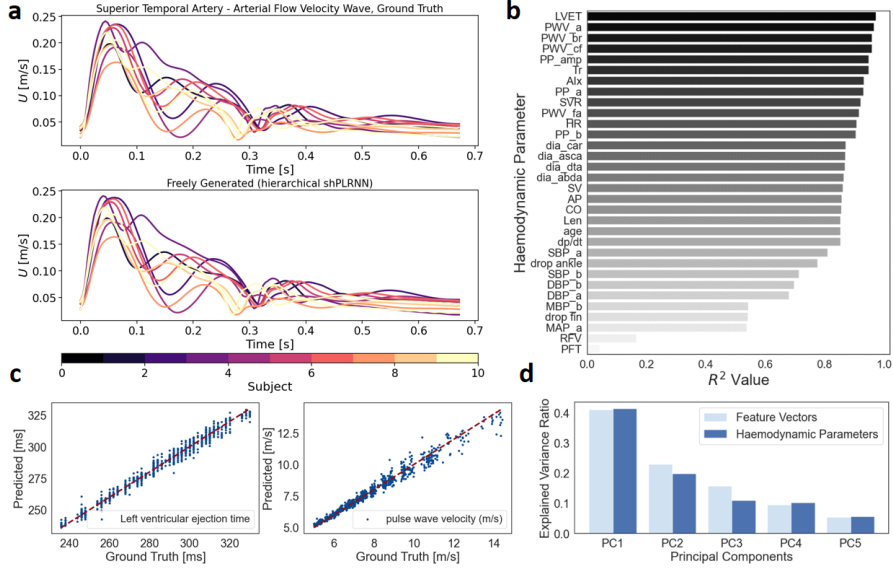 a
Superior Temporal Artery - Arterial Flow Velocity Wave, Ground Truth
0.25
0.20
0.15
0.10
0.05
U [m/s]
0.0 0.1 0.2 0.3 0.4 0.5 0.6 0.7
Time [s]
Freely Generated (hierarchical shPLRNN)
0.25
0.20
0.15
0.10
0.05
U [m/s]
0.0 0.1 0.2 0.3 0.4 0.5 0.6 0.7
Time [s]
0 2 4 6 8 10
Subject
b
Haemodynamic Parameter
LVET
PWV_a
PWV_br
PWV_cf
PP_amp
Tr
AIx
PP_a
SVR
PWV_fa
HR
PP_b
dia_car
dia_asca
dia_dta
dia_abda
SV
AP
CO
Len
age
dp/dt
SBP_a
drop ankle
SBP_b
DBP_b
DBP_a
MBP_b
drop fin
MAP_a
RFV
PFT
0.0 0.2 0.4 0.6 0.8 1.0
R² Value
c
Predicted [ms]
325
300
275
250
Left ventricular ejection time
240 260 280 300 320
Ground Truth [ms]
Predicted [m/s]
12.5
10.0
7.5
5.0
pulse wave velocity (m/s)
6 8 10 12 14
Ground Truth [m/s]
d
Explained Variance Ratio
0.4
0.3
0.2
0.1
0.0
Feature Vectors
Haemodynamic Parameters
PC1 PC2 PC3 PC4 PC5
Principal Components